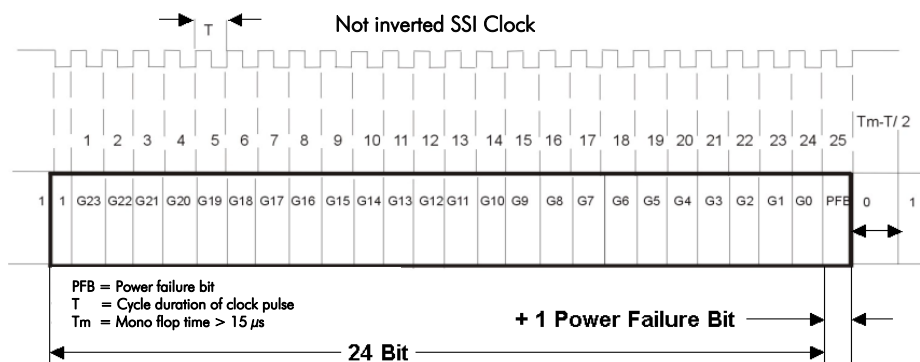 Not inverted SSI Clock
T
Tm-T/ 2
1 2 3 4 5 6 7 8 9 10 11 12 13 14 15 16 17 18 19 20 21 22 23 24 25
1 1 G23 G22 G21 G20 G19 G18 G17 G16 G15 G14 G13 G12 G11 G10 G9 G8 G7 G6 G5 G4 G3 G2 G1 G0 PFB 0 1
PFB = Power failure bit
T = Cycle duration of clock pulse
Tm = Mono flop time > 15 µs
+ 1 Power Failure Bit
24 Bit